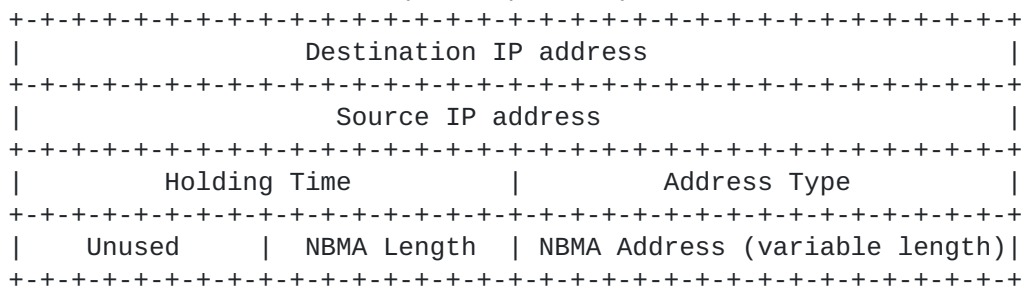 +-+-+-+-+-+-+-+-+-+-+-+-+-+-+-+-+-+-+-+-+-+-+-+-+-+-+-+-+-+-+-+-+
|                  Destination IP address                       |
+-+-+-+-+-+-+-+-+-+-+-+-+-+-+-+-+-+-+-+-+-+-+-+-+-+-+-+-+-+-+-+-+
|                    Source IP address                          |
+-+-+-+-+-+-+-+-+-+-+-+-+-+-+-+-+-+-+-+-+-+-+-+-+-+-+-+-+-+-+-+-+
|         Holding Time          |         Address Type          |
+-+-+-+-+-+-+-+-+-+-+-+-+-+-+-+-+-+-+-+-+-+-+-+-+-+-+-+-+-+-+-+-+
|    Unused     |  NBMA Length  | NBMA Address (variable length)|
+-+-+-+-+-+-+-+-+-+-+-+-+-+-+-+-+-+-+-+-+-+-+-+-+-+-+-+-+-+-+-+-+